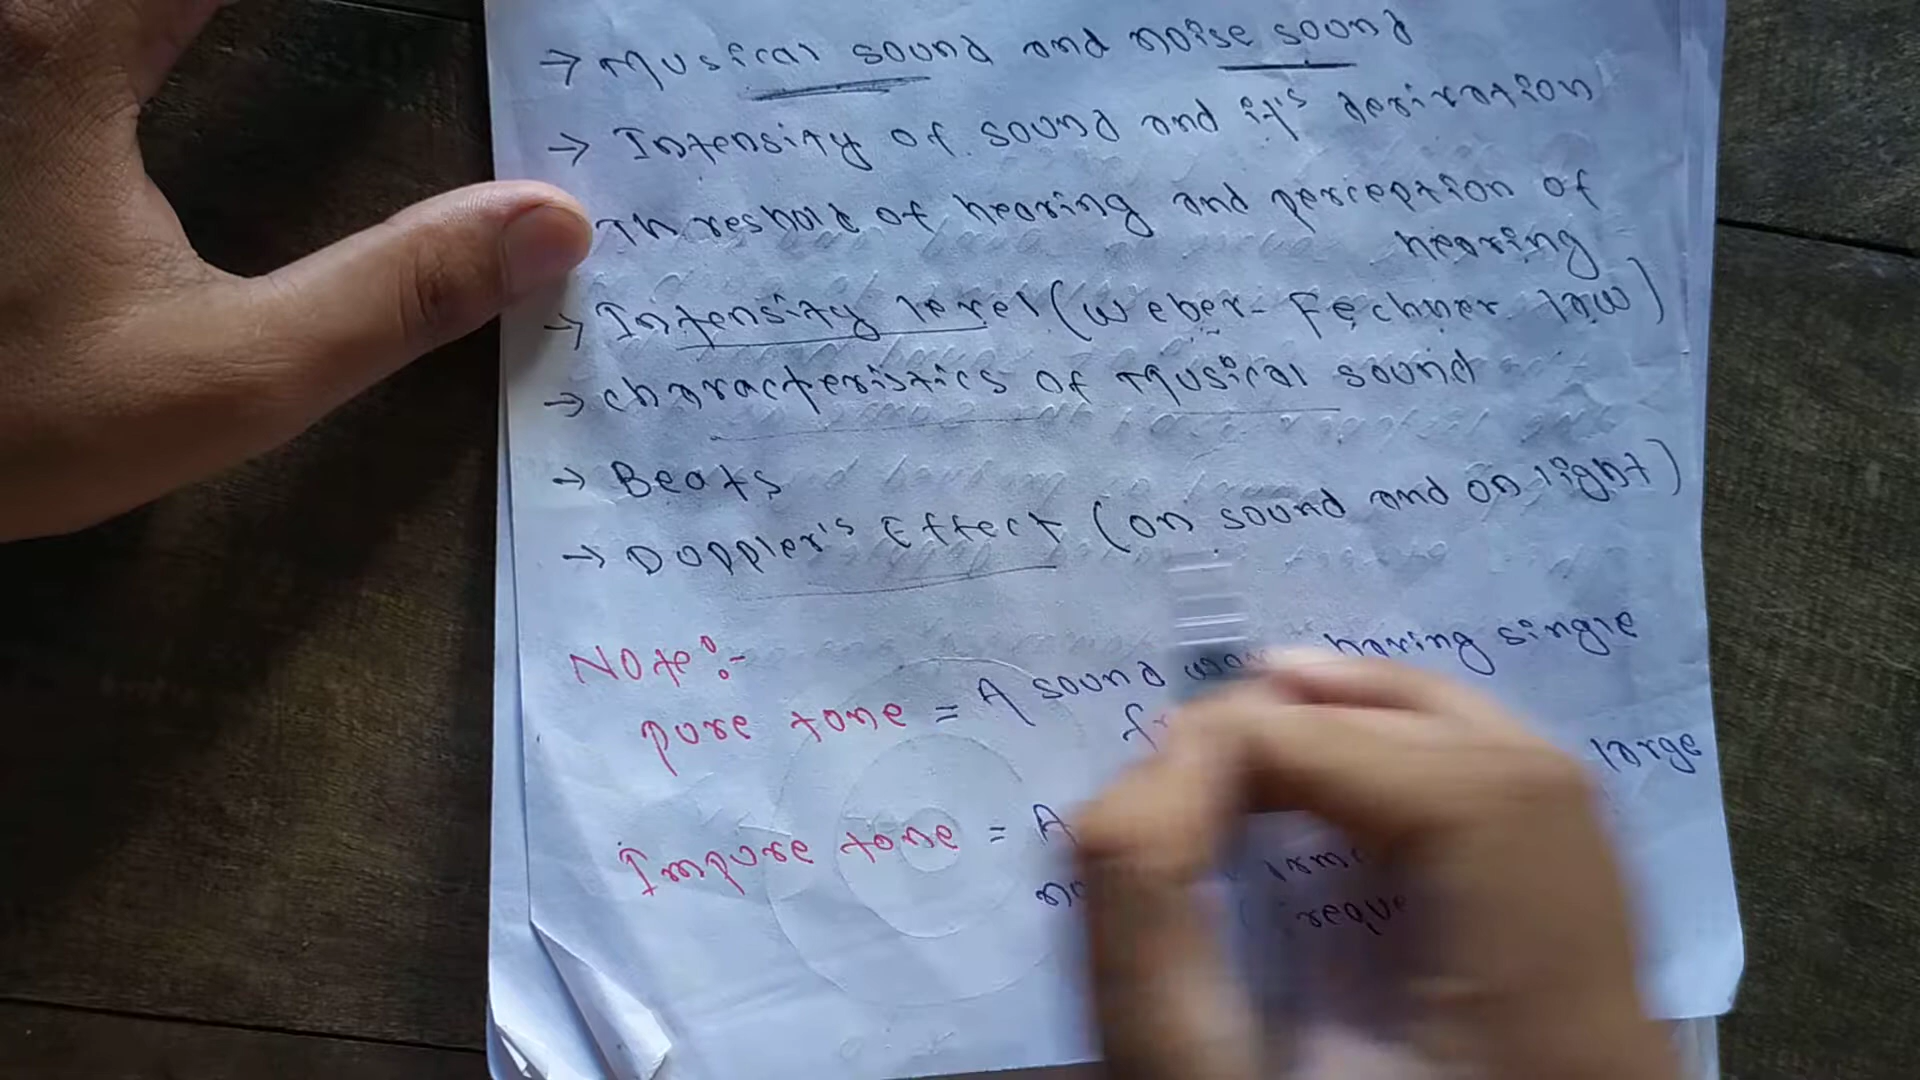 → Musical sound and noise sound
→ Intensity of sound and it's derivation
Threshold of hearing and perception of
hearing
→ Intensity level (Weber-Fechner law)
→ characteristics of Musical sound
→ Beats
→ Doppler's Effect (on sound and on light)
Note:-
pure tone = A sound having single
large
Impure tone = A